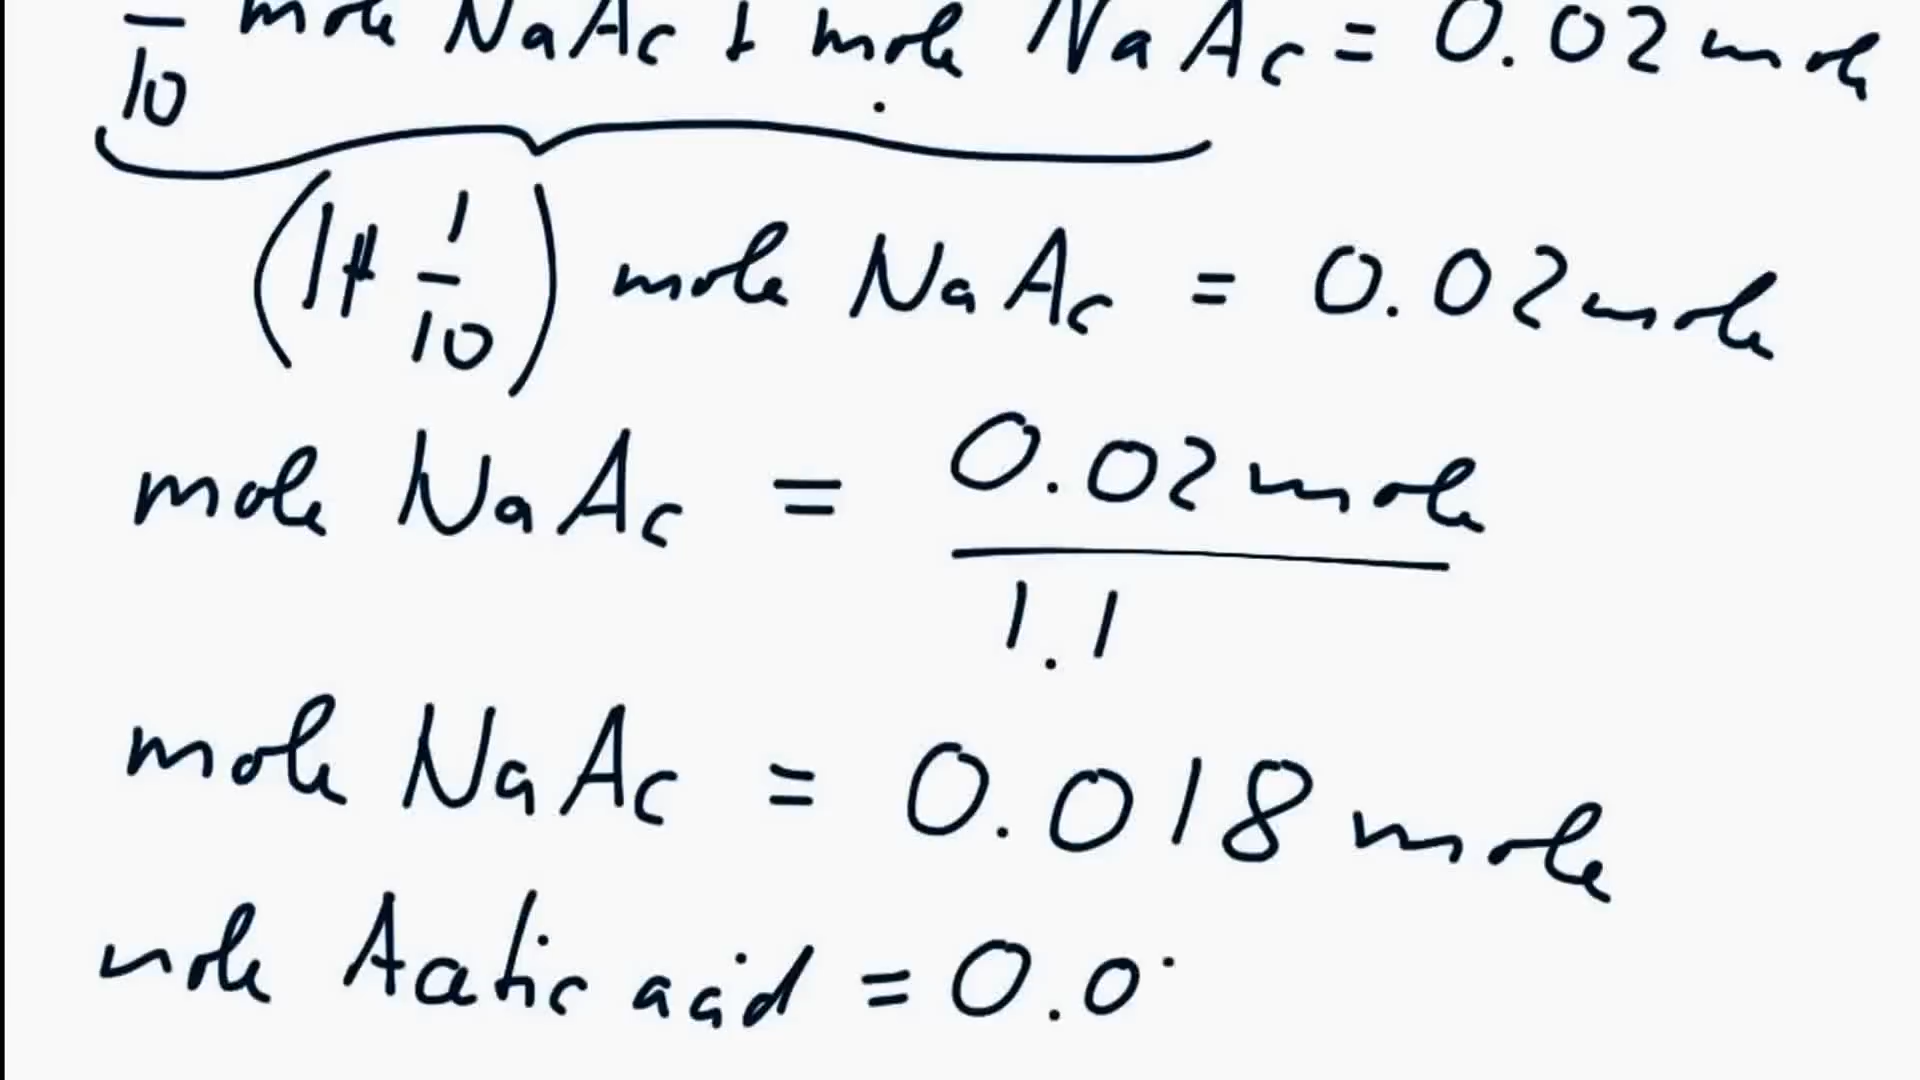 — mole NaAc + mole NaAc = 0.02 mole
10
(1 + 1/10) mole NaAc = 0.02 mole
mole NaAc = 0.02 mole
1.1
mole NaAc = 0.018 mole
mole Acetic acid = 0.0